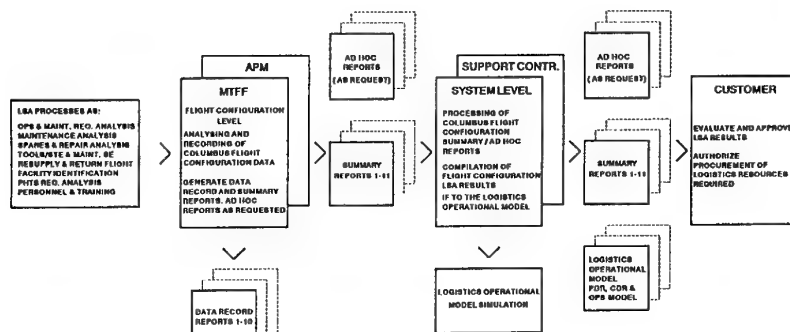 LSA PROCESSES AS:
OPS & MAINT. REQ. ANALYSIS
MAINTENANCE ANALYSIS
SPARES & REPAIR ANALYSIS
TOOLS/STE & MAINT. SE
RESUPPLY & RETURN FLIGHT
FACILITY IDENTIFICATION
PHTS REQ. ANALYSIS
PERSONNEL & TRAINING
APM
MTFF
FLIGHT CONFIGURATION
LEVEL
ANALYSING AND
RECORDING OF
COLUMBUS FLIGHT
CONFIGURATION DATA
GENERATE DATA
RECORD AND SUMMARY
REPORTS. AD HOC
REPORTS AS REQUESTED
DATA RECORD
REPORTS 1-10
AD HOC
REPORTS
(AS REQUEST)
SUMMARY
REPORTS 1-11
SUPPORT CONTR.
SYSTEM LEVEL
PROCESSING OF
COLUMBUS FLIGHT
CONFIGURATION
SUMMARY / AD HOC
REPORTS
COMPILATION OF
FLIGHT CONFIGURATION
LSA RESULTS
IF TO THE LOGISTICS
OPERATIONAL MODEL
LOGISTICS OPERATIONAL
MODEL SIMULATION
AD HOC
REPORTS
(AS REQUEST)
SUMMARY
REPORTS 1-11
LOGISTICS
OPERATIONAL
MODEL
PDR, CDR &
OPS MODEL
CUSTOMER
EVALUATE AND APPROVE
LSA RESULTS
AUTHORIZE
PROCUREMENT OF
LOGISTICS RESOURCES
REQUIRED